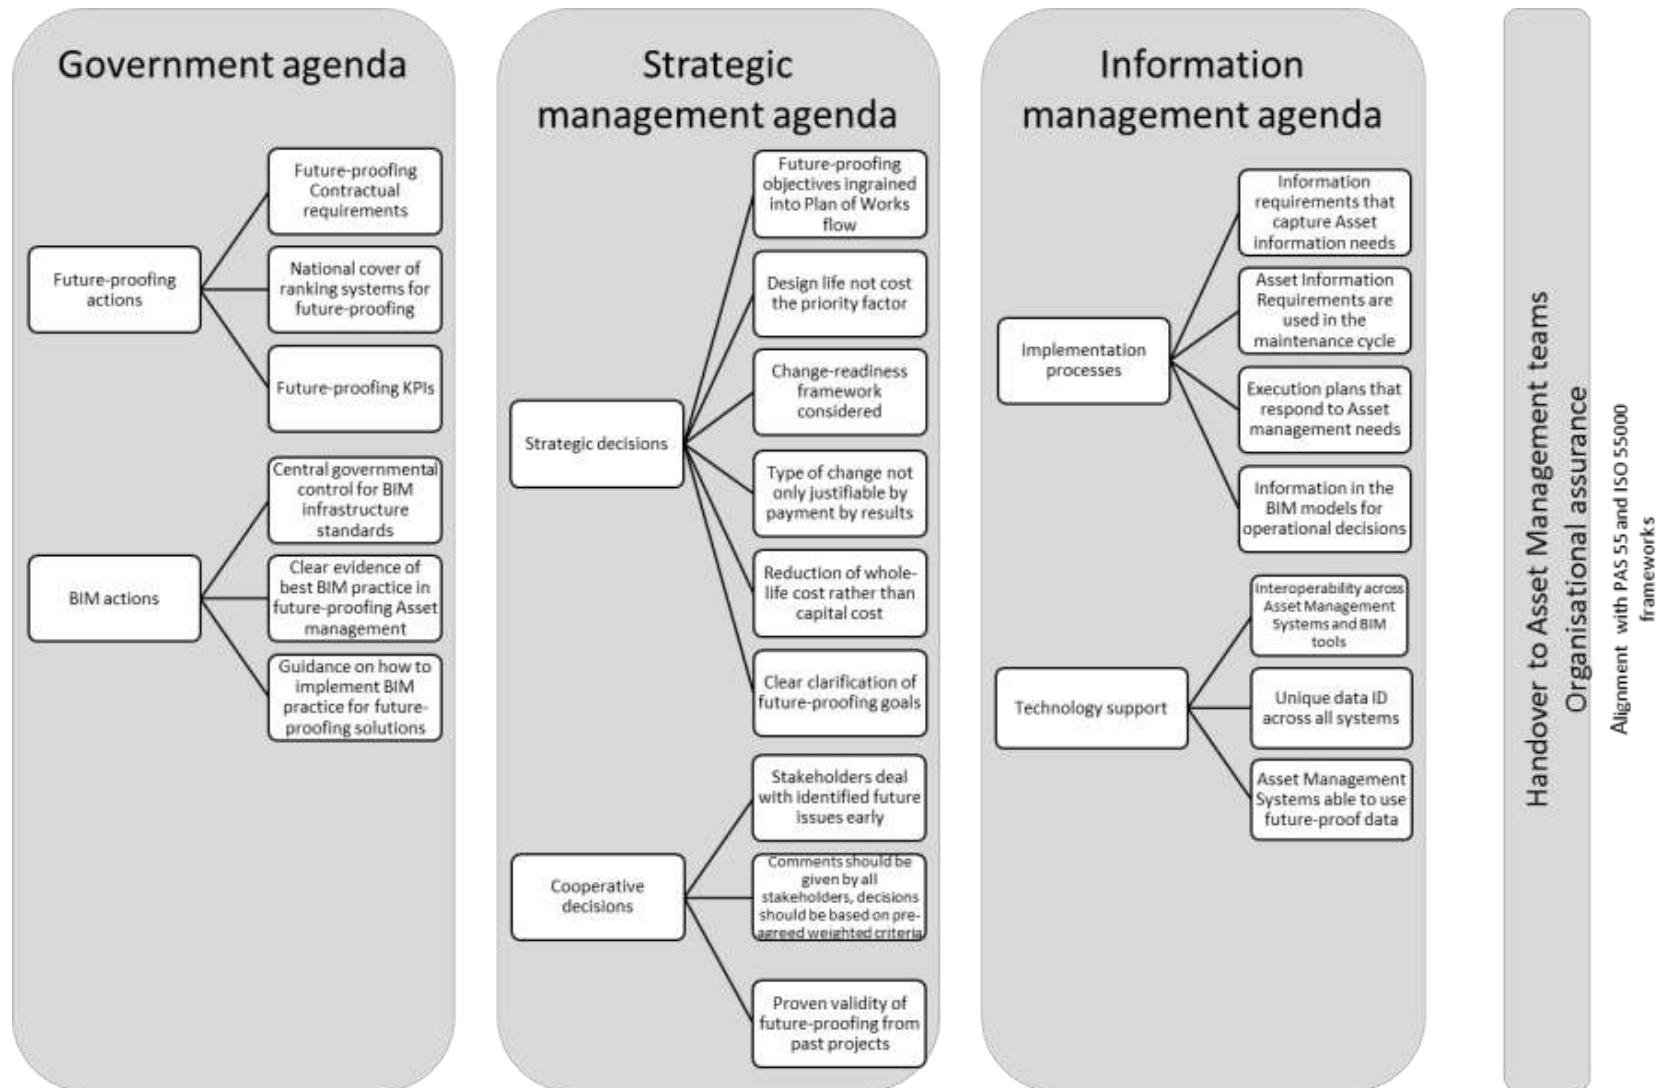 Government agenda
Future-proofing
actions
Future-proofing
Contractual
requirements
National cover of
ranking systems for
future-proofing
Future-proofing KPIs
BIM actions
Central governmental
control for BIM
infrastructure
standards
Clear evidence of
best BIM practice in
future-proofing Asset
management
Guidance on how to
implement BIM
practice for future-
proofing solutions
Strategic
management agenda
Strategic decisions
Future-proofing
objectives ingrained
into Plan of Works
flow
Design life not cost
the priority factor
Change-readiness
framework
considered
Type of change not
only justifiable by
payment by results
Reduction of whole-
life cost rather than
capital cost
Clear clarification of
future-proofing goals
Cooperative
decisions
Stakeholders deal
with identified future
issues early
Comments should be
given by all
stakeholders, decisions
should be based on pre-
agreed weighted criteria
Proven validity of
future-proofing from
past projects
Information
management agenda
Implementation
processes
Information
requirements that
capture Asset
information needs
Asset Information
Requirements are
used in the
maintenance cycle
Execution plans that
respond to Asset
management needs
Information in the
BIM models for
operational decisions
Technology support
Interoperability across
Asset Management
Systems and BIM
tools
Unique data ID
across all systems
Asset Management
Systems able to use
future-proof data
Handover to Asset Management teams
Organisational assurance
Alignment with PAS 55 and ISO 55000
frameworks